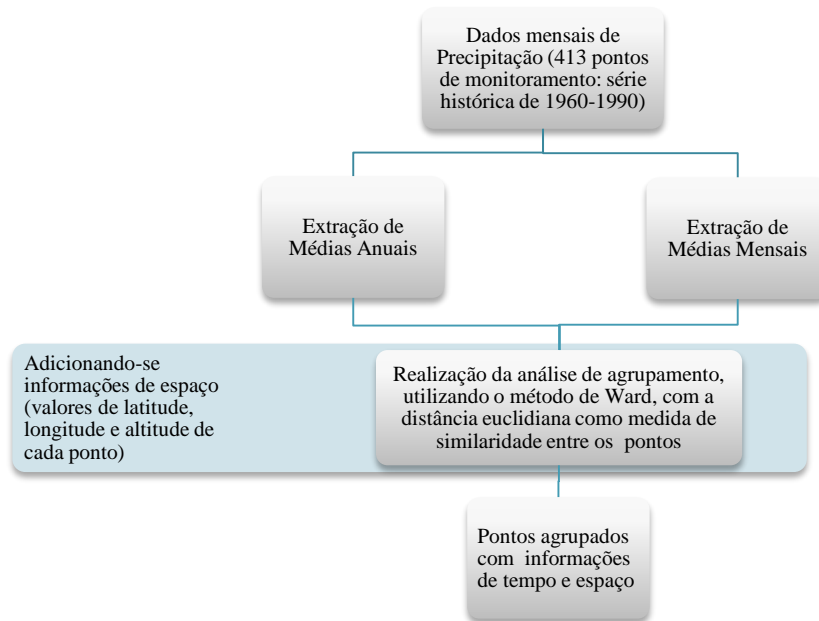 Dados mensais de
Precipitação (413 pontos
de monitoramento: série
histórica de 1960-1990)
Extração de
Médias Anuais
Extração de
Médias Mensais
Adicionando-se
informações de espaço
(valores de latitude,
longitude e altitude de
cada ponto)
Realização da análise de agrupamento,
utilizando o método de Ward, com a
distância euclidiana como medida de
similaridade entre os pontos
Pontos agrupados
com informações
de tempo e espaço